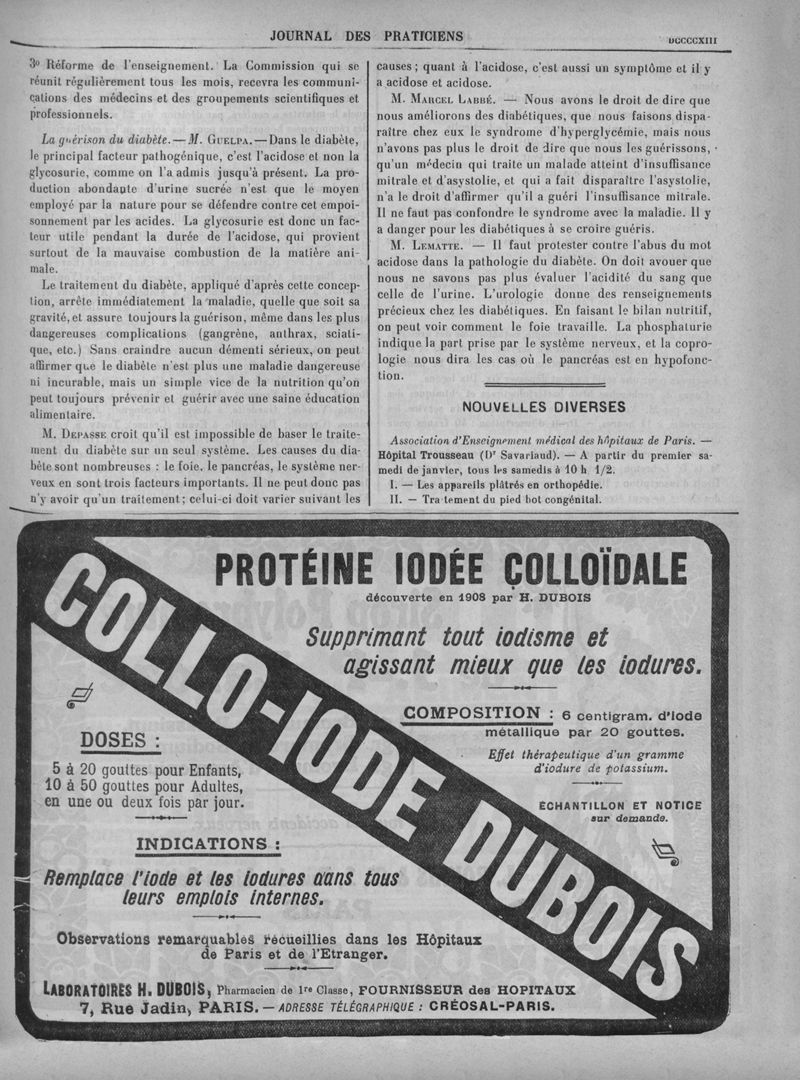 JOURNAL DES PRATICIENS
DCCCCXIII
3º Réforme de l'enseignement. La Commission qui se
réunit régulièrement tous les mois, recevra les communi-
cations des médecins et des groupements scientifiques et
professionnels.
La guérison du diabète. — M. GUELPA. — Dans le diabète,
le principal facteur pathogénique, c'est l'acidose et non la
glycosurie, comme on l'a admis jusqu'à présent. La pro-
duction abondante d'urine sucrée n'est que le moyen
employé par la nature pour se défendre contre cet empoi-
sonnement par les acides. La glycosurie est donc un fac-
teur utile pendant la durée de l'acidose, qui provient
surtout de la mauvaise combustion de la matière ani-
male.
Le traitement du diabète, appliqué d'après cette concep-
tion, arrête immédiatement la maladie, quelle que soit sa
gravité, et assure toujours la guérison, même dans les plus
dangereuses complications (gangrène, anthrax, sciati-
que, etc.) Sans craindre aucun démenti sérieux, on peut
affirmer que le diabète n'est plus une maladie dangereuse
ni incurable, mais un simple vice de la nutrition qu'on
peut toujours prévenir et guérir avec une saine éducation
alimentaire.
M. DEPASSE croit qu'il est impossible de baser le traite-
ment du diabète sur un seul système. Les causes du dia-
bète sont nombreuses : le foie, le pancréas, le système ner-
veux en sont trois facteurs importants. Il ne peut donc pas
n'y avoir qu'un traitement ; celui-ci doit varier suivant les
causes ; quant à l'acidose, c'est aussi un symptôme et il y
a acidose et acidose.
M. MARCEL LABBÉ. — Nous avons le droit de dire que
nous améliorons des diabétiques, que nous faisons dispa-
raître chez eux le syndrome d'hyperglycémie, mais nous
n'avons pas plus le droit de dire que nous les guérissons,
qu'un médecin qui traite un malade atteint d'insuffisance
mitrale et d'asystolie, et qui a fait disparaître l'asystolie,
n'a le droit d'affirmer qu'il a guéri l'insuffisance mitrale.
Il ne faut pas confondre le syndrome avec la maladie. Il y
a danger pour les diabétiques à se croire guéris.
M. LEMATTE. — Il faut protester contre l'abus du mot
acidose dans la pathologie du diabète. On doit avouer que
nous ne savons pas plus évaluer l'acidité du sang que
celle de l'urine. L'urologie donne des renseignements
précieux chez les diabétiques. En faisant le bilan nutritif,
on peut voir comment le foie travaille. La phosphaturie
indique la part prise par le système nerveux, et la copro-
logie nous dira les cas où le pancréas est en hypofonc-
tion.
NOUVELLES DIVERSES
Association d'Enseignement médical des hôpitaux de Paris. —
Hôpital Trousseau (Dr Savariaud). — A partir du premier sa-
medi de janvier, tous les samedis à 10 h 1/2.
I. — Les appareils plâtrés en orthopédie.
II. — Tra tement du pied bot congénital.
PROTÉINE IODÉE COLLOÏDALE
découverte en 1908 par H. DUBOIS
Supprimant tout iodisme et
agissant mieux que les iodures.
COLLO-IODE DUBOIS
COMPOSITION : 6 centigram. d'iode
métallique par 20 gouttes.
Effet thérapeutique d'un gramme
d'iodure de potassium.
ÉCHANTILLON ET NOTICE
sur demande.
DOSES :
5 à 20 gouttes pour Enfants,
10 à 50 gouttes pour Adultes,
en une ou deux fois par jour.
INDICATIONS :
Remplace l'iode et les iodures dans tous
leurs emplois internes.
Observations remarquables recueillies dans les Hôpitaux
de Paris et de l'Etranger.
LABORATOIRES H. DUBOIS, Pharmacien de 1re Classe, FOURNISSEUR des HOPITAUX
7, Rue Jadin, PARIS. — ADRESSE TÉLÉGRAPHIQUE : CRÉOSAL-PARIS.